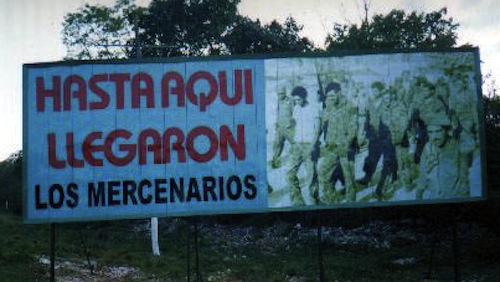 HASTA AQUI
LLEGARON
LOS MERCENARIOS